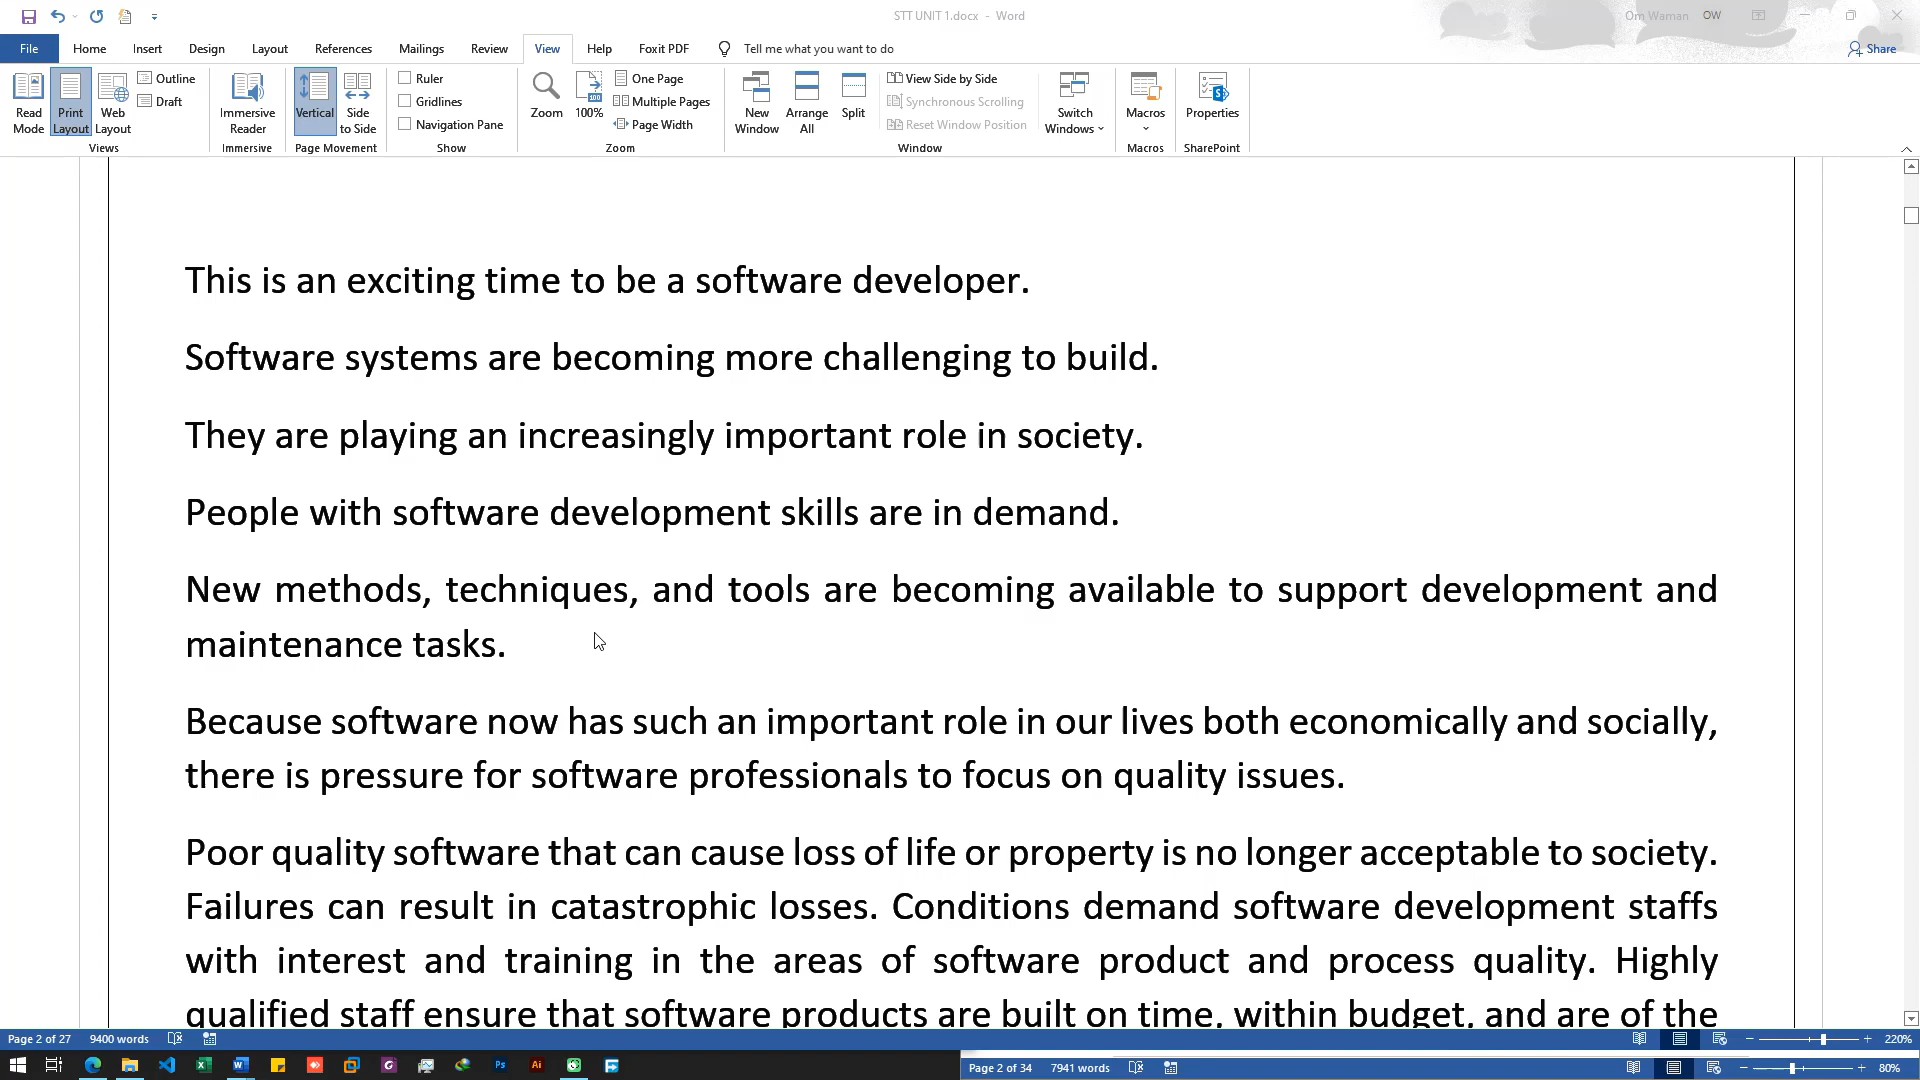 STT UNIT 1.docx - Word
Om Waman OW
File Home Insert Design Layout References Mailings Review View Help Foxit PDF Tell me what you want to do Share
Read Mode
Print Layout
Web Layout
Outline
Draft
Views
Immersive Reader
Immersive
Vertical
Side to Side
Page Movement
Ruler
Gridlines
Navigation Pane
Show
Zoom
100
100%
One Page
Multiple Pages
Page Width
Zoom
New Window
Arrange All
Split
View Side by Side
Synchronous Scrolling
Reset Window Position
Switch Windows
Window
Macros
Macros
Properties
SharePoint
This is an exciting time to be a software developer.
Software systems are becoming more challenging to build.
They are playing an increasingly important role in society.
People with software development skills are in demand.
New methods, techniques, and tools are becoming available to support development and
maintenance tasks.
Because software now has such an important role in our lives both economically and socially,
there is pressure for software professionals to focus on quality issues.
Poor quality software that can cause loss of life or property is no longer acceptable to society.
Failures can result in catastrophic losses. Conditions demand software development staffs
with interest and training in the areas of software product and process quality. Highly
qualified staff ensure that software products are built on time, within budget, and are of the
Page 2 of 27 9400 words 220%
Ps Ai
Page 2 of 34 7941 words 80%